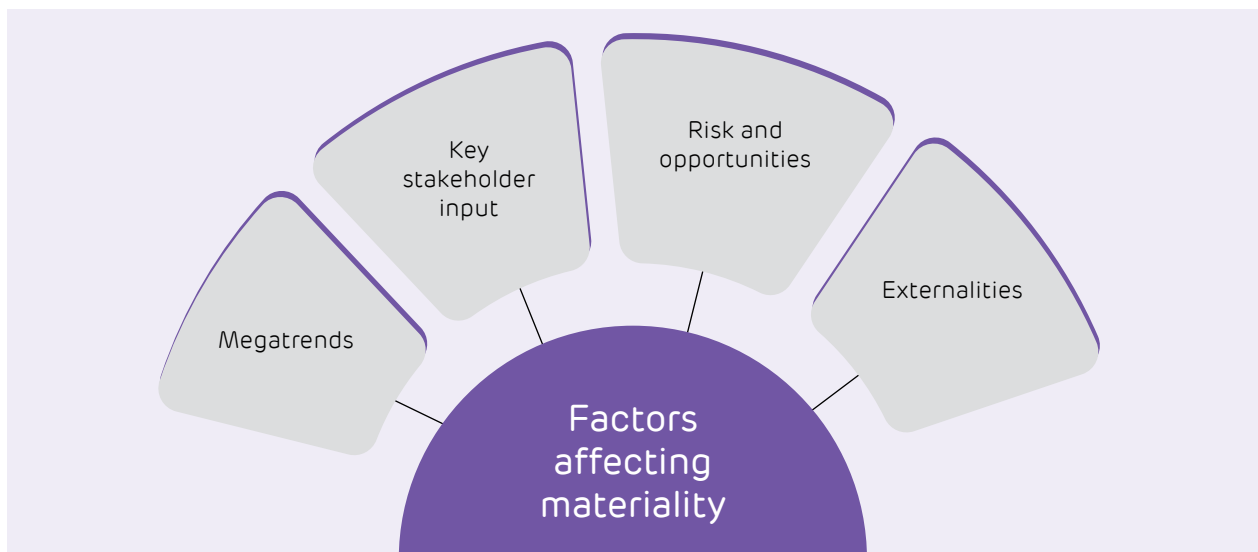 Megatrends
Key
stakeholder
input
Risk and
opportunities
Externalities
Factors
affecting
materiality